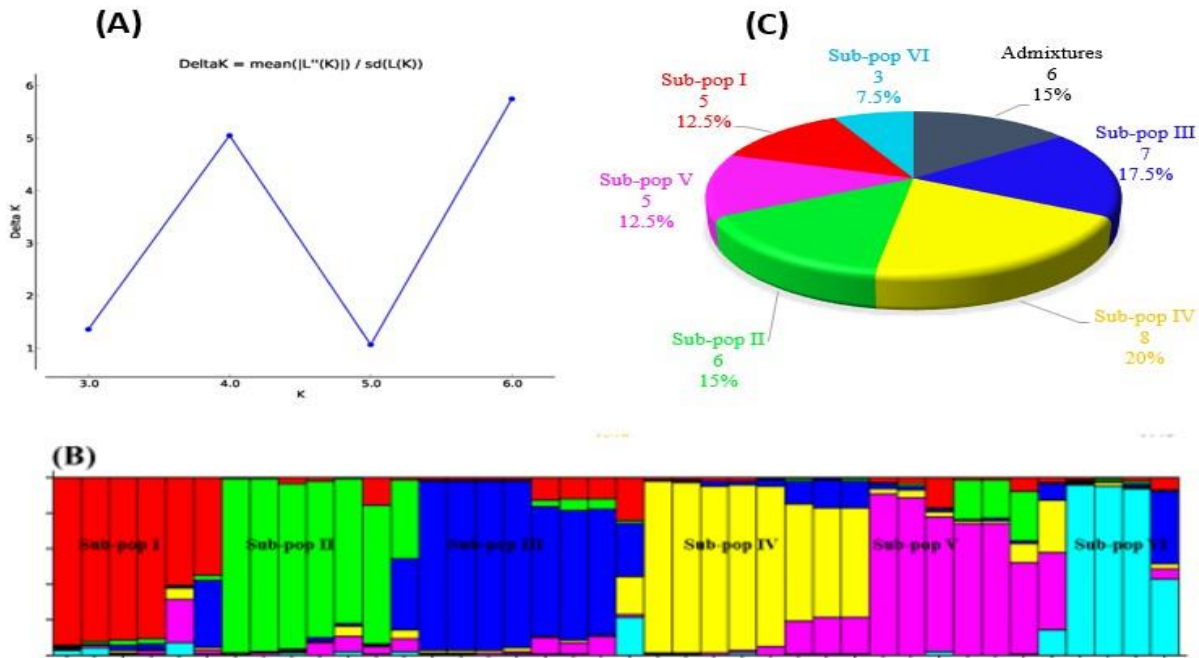 (A)
DeltaK = mean(|L"(K)|) / sd(L(K))
6
5
4
3
2
1
Delta K
3.0
4.0
5.0
6.0
K
(C)
Sub-pop VI
3
7.5%
Admixtures
6
15%
Sub-pop I
5
12.5%
Sub-pop III
7
17.5%
Sub-pop V
5
12.5%
Sub-pop IV
8
20%
Sub-pop II
6
15%
(B)
Sub-pop I
Sub-pop II
Sub-pop III
Sub-pop IV
Sub-pop V
Sub-pop VI